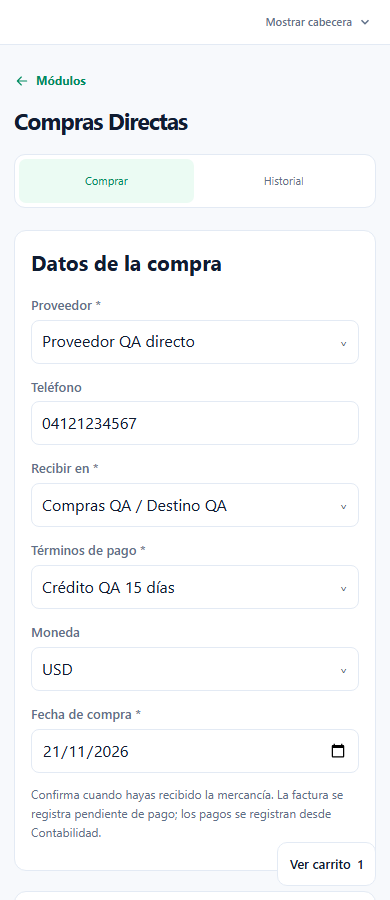 Mostrar cabecera
← Módulos
Compras Directas
Comprar
Historial
Datos de la compra
Proveedor *
Proveedor QA directo
Teléfono
04121234567
Recibir en *
Compras QA / Destino QA
Términos de pago *
Crédito QA 15 días
Moneda
USD
Fecha de compra *
21/11/2026
Confirma cuando hayas recibido la mercancía. La factura se
registra pendiente de pago; los pagos se registran desde
Contabilidad.
Ver carrito 1